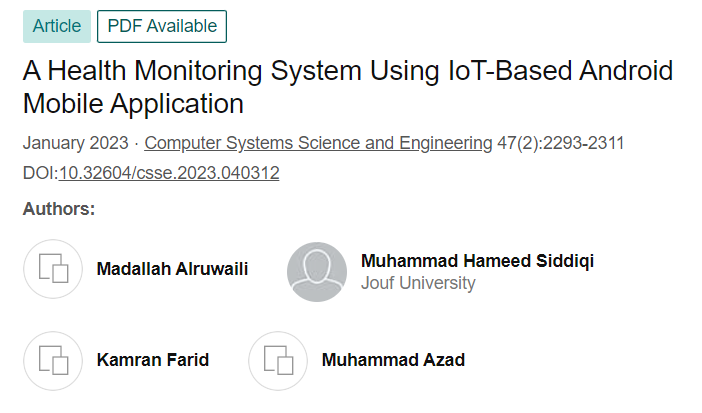 Article PDF Available
A Health Monitoring System Using IoT-Based Android
Mobile Application
January 2023 · Computer Systems Science and Engineering 47(2):2293-2311
DOI:10.32604/csse.2023.040312
Authors:
Madallah Alruwaili
Muhammad Hameed Siddiqi
Jouf University
Kamran Farid
Muhammad Azad